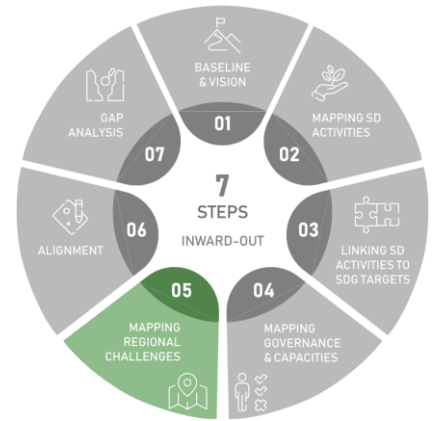 BASELINE
& VISION
01
MAPPING SD
ACTIVITIES
02
LINKING SD
ACTIVITIES TO
SDG TARGETS
03
MAPPING
GOVERNANCE
& CAPACITIES
04
MAPPING
REGIONAL
CHALLENGES
05
ALIGNMENT
06
GAP
ANALYSIS
07
7
STEPS
INWARD-OUT